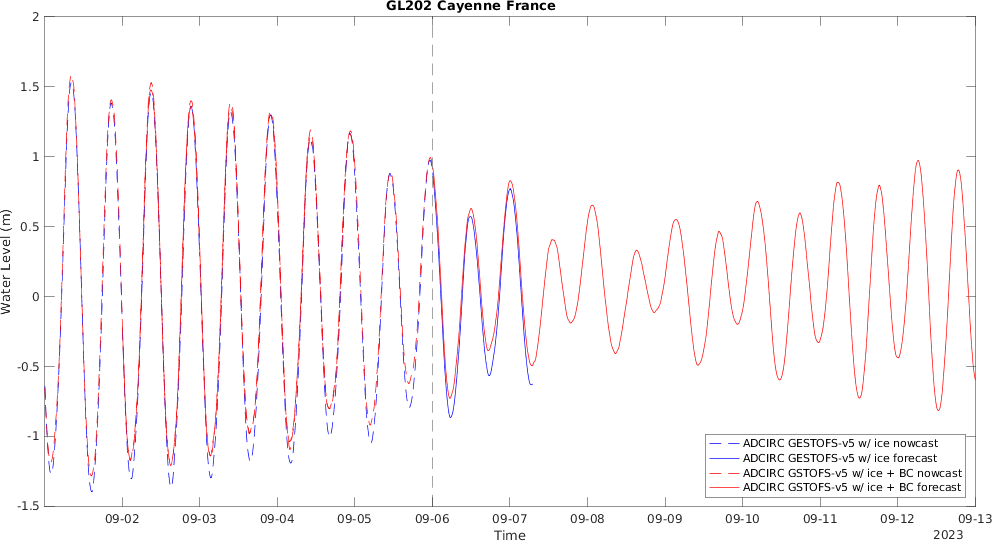 GL202 Cayenne France
2
1.5
1
0.5
0
-0.5
-1
-1.5
Water Level (m)
ADCIRC GESTOFS-v5 w/ ice nowcast
ADCIRC GESTOFS-v5 w/ ice forecast
ADCIRC GSTOFS-v5 w/ ice + BC nowcast
ADCIRC GSTOFS-v5 w/ ice + BC forecast
09-02 09-03 09-04 09-05 09-06 09-07 09-08 09-09 09-10 09-11 09-12 09-13
Time
2023